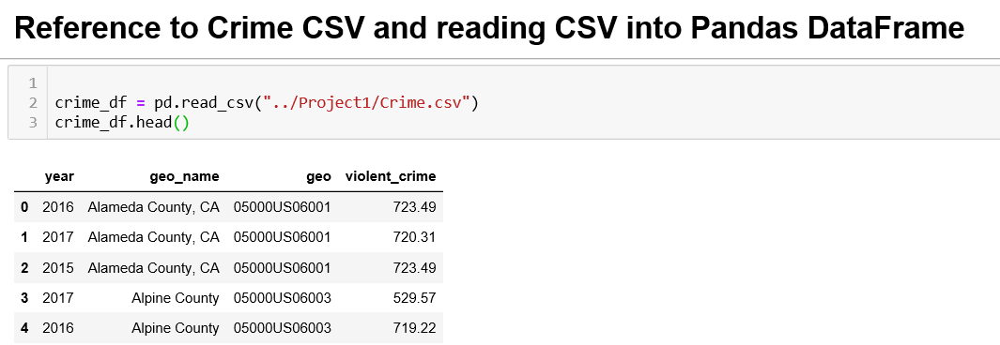 Reference to Crime CSV and reading CSV into Pandas DataFrame
1
2 crime_df = pd.read_csv("../Project1/Crime.csv")
3 crime_df.head()
year geo_name geo violent_crime
0 2016 Alameda County, CA 05000US06001 723.49
1 2017 Alameda County, CA 05000US06001 720.31
2 2015 Alameda County, CA 05000US06001 723.49
3 2017 Alpine County 05000US06003 529.57
4 2016 Alpine County 05000US06003 719.22